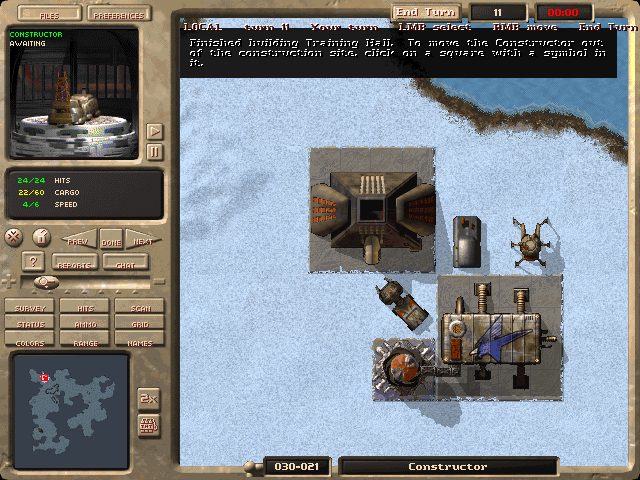 FILES
PREFERENCES
End Turn
11
00:00
LOCAL turn 11 Your turn LMB select RMB move End Turn
Finished building Training Hall. To move the Constructor out
of the construction site, click on a square with a symbol in
it.
CONSTRUCTOR
AWAITING
24/24 HITS
22/60 CARGO
4/6 SPEED
PREV DONE NEXT
? REPORTS CHAT
SURVEY HITS SCAN
STATUS AMMO GRID
COLORS RANGE NAMES
2x
030-021
Constructor